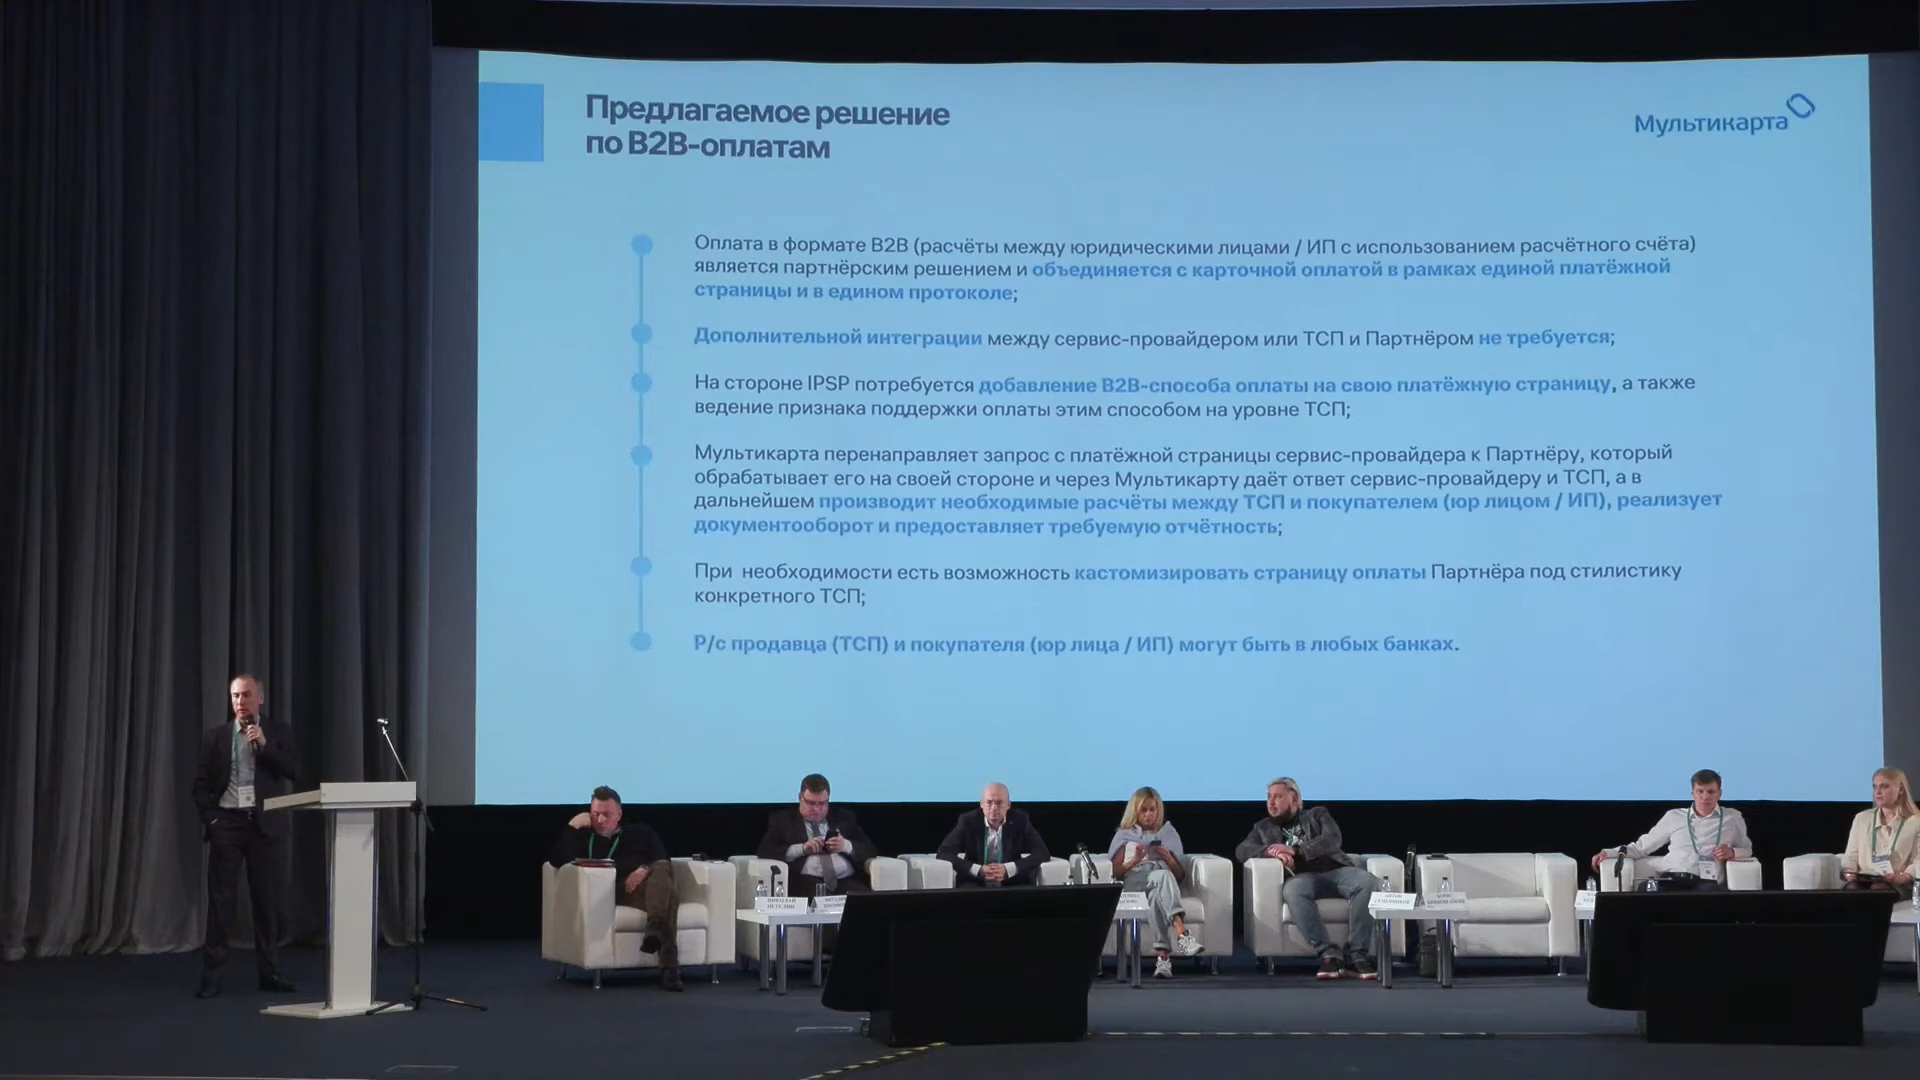 Предлагаемое решение
по B2B-оплатам
Мультикарта
Оплата в формате B2B (расчёты между юридическими лицами / ИП с использованием расчётного счёта)
является партнёрским решением и объединяется с карточной оплатой в рамках единой платёжной
страницы и в едином протоколе;
Дополнительной интеграции между сервис-провайдером или ТСП и Партнёром не требуется;
На стороне IPSP потребуется добавление B2B-способа оплаты на свою платёжную страницу, а также
ведение признака поддержки оплаты этим способом на уровне ТСП;
Мультикарта перенаправляет запрос с платёжной страницы сервис-провайдера к Партнёру, который
обрабатывает его на своей стороне и через Мультикарту даёт ответ сервис-провайдеру и ТСП, а в
дальнейшем производит необходимые расчёты между ТСП и покупателем (юр лицом / ИП), реализует
документооборот и предоставляет требуемую отчётность;
При необходимости есть возможность кастомизировать страницу оплаты Партнёра под стилистику
конкретного ТСП;
Р/с продавца (ТСП) и покупателя (юр лица / ИП) могут быть в любых банках.
НИКОЛАЙ
АНТОН
БОРИС